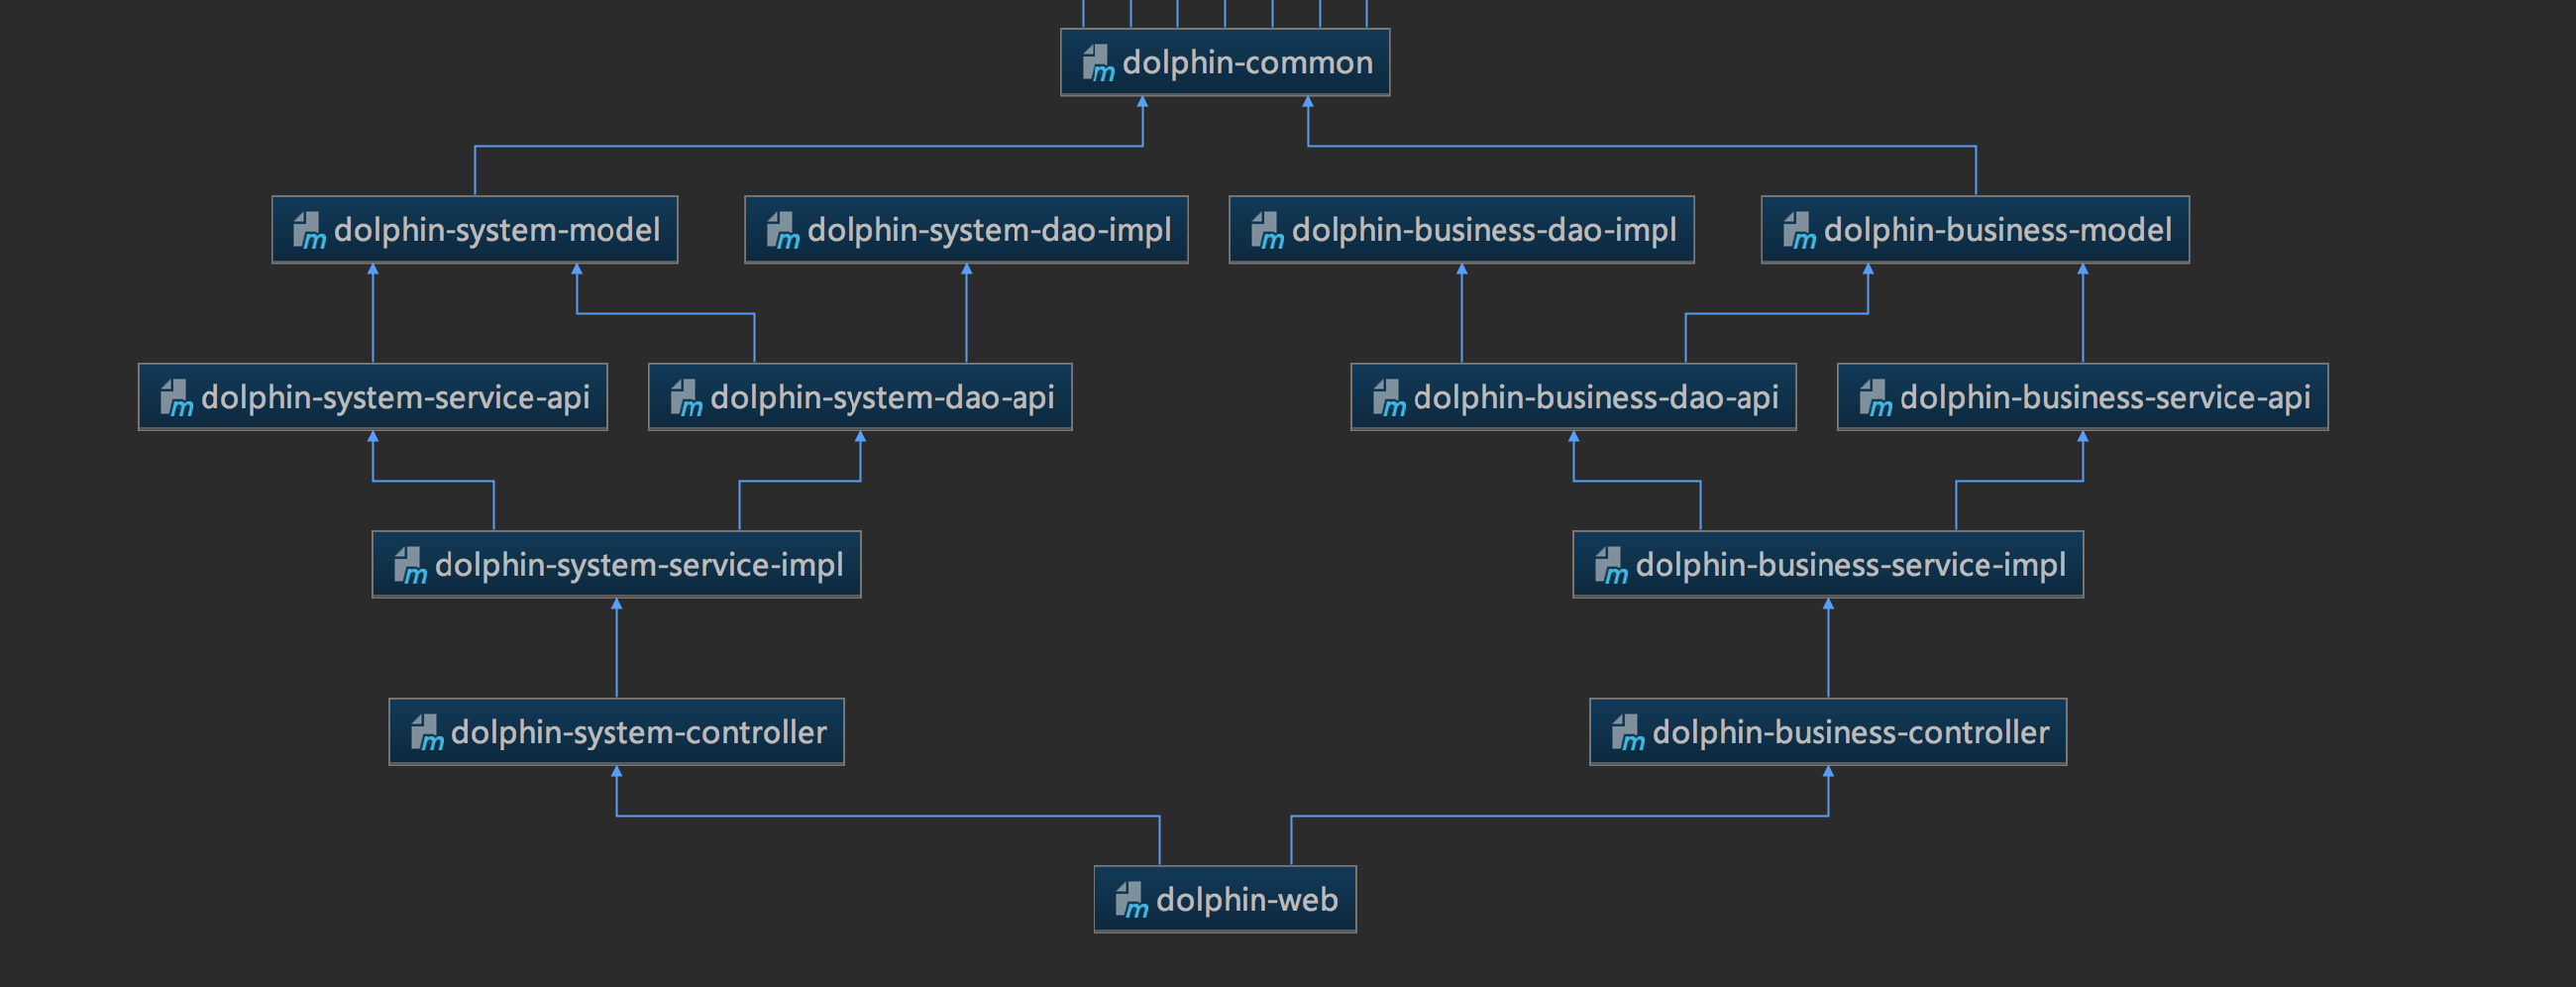 dolphin-common
dolphin-system-model
dolphin-system-dao-impl
dolphin-business-dao-impl
dolphin-business-model
dolphin-system-service-api
dolphin-system-dao-api
dolphin-business-dao-api
dolphin-business-service-api
dolphin-system-service-impl
dolphin-business-service-impl
dolphin-system-controller
dolphin-business-controller
dolphin-web